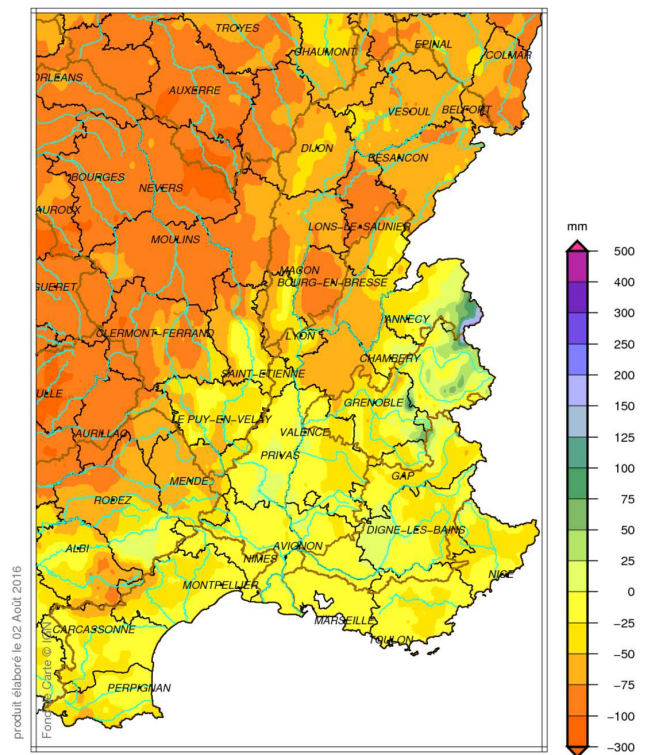 TROYES
CHAUMONT
EPINAL
COLMAR
ORLEANS
AUXERRE
VESOUL
BELFORT
DIJON
BESANCON
BOURGES
NEVERS
AUROUX
LONS-LE-SAUNIER
MOULINS
MACON
BOURG-EN-BRESSE
GUERET
ANNECY
CLERMONT-FERRAND
LYON
CHAMBERY
SAINT-ETIENNE
ULLE
GRENOBLE
LE PUY-EN-VELAY
AURILLAC
VALENCE
PRIVAS
GAP
MENDE
RODEZ
DIGNE-LES-BAINS
ALBI
AVIGNON
NIMES
NICE
MONTPELLIER
MARSEILLE
CARCASSONNE
TOULON
PERPIGNAN
produit élaboré le 02 Août 2016
Fond de Carte © IGN
mm
500
400
300
200
150
125
100
75
50
25
0
-25
-50
-75
-100
-300